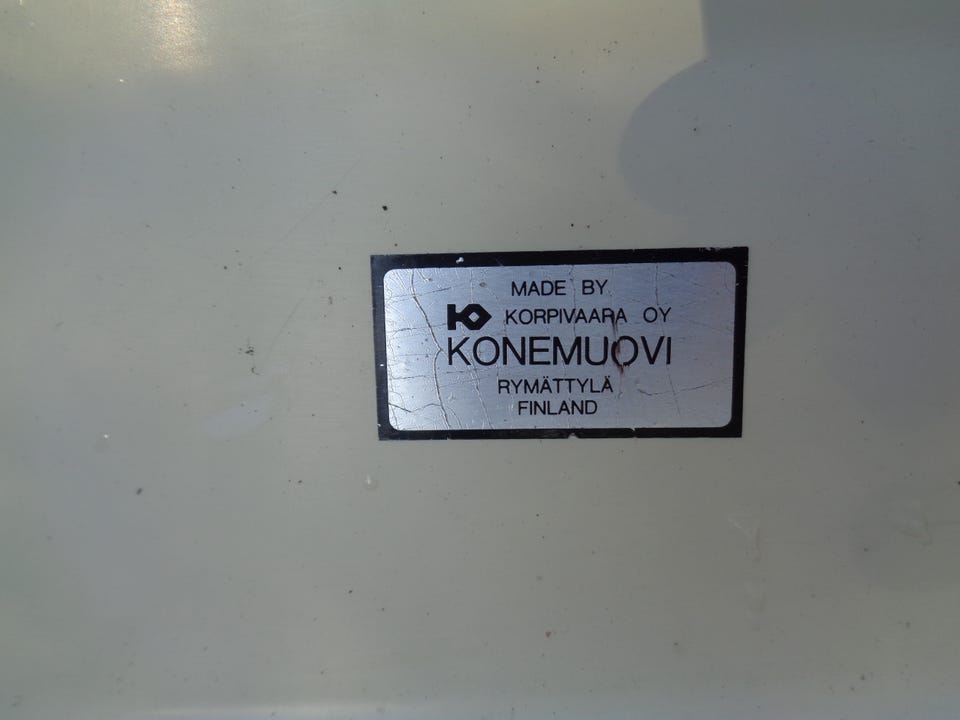 MADE BY
KORPIVAARA OY
KONEMUOVI
RYMÄTTYLÄ
FINLAND